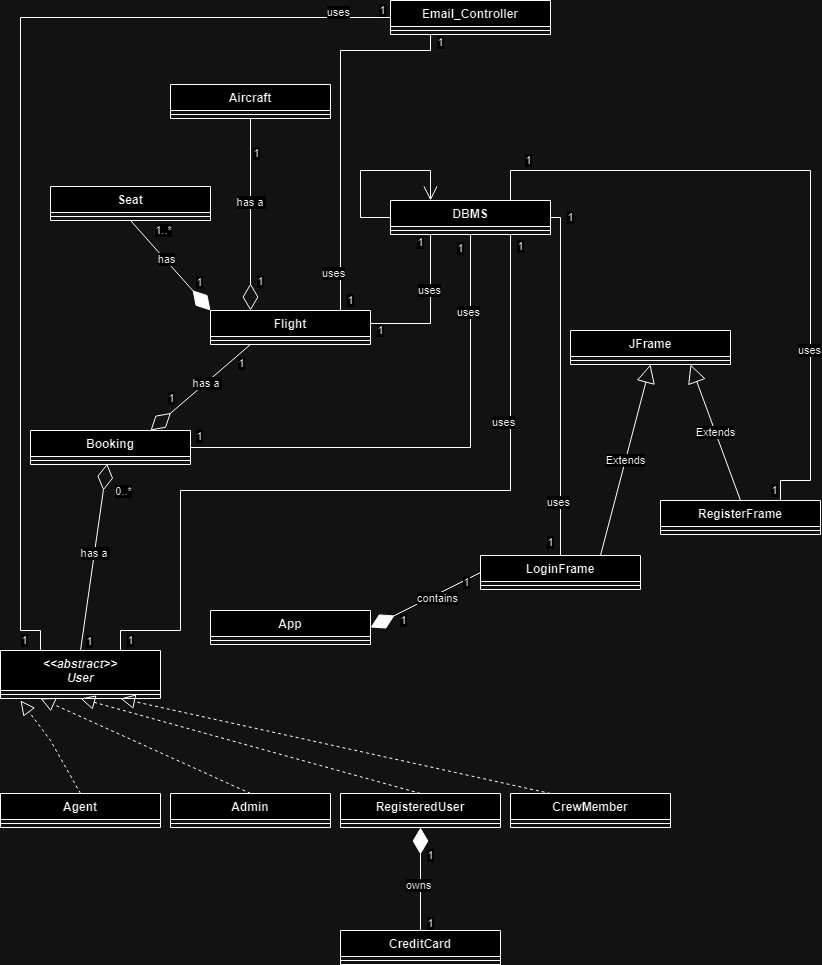 Email_Controller
1
uses
1
Aircraft
1
has a
1
Seat
1..*
has
1
DBMS
1
1
1
1
1
uses
1
uses
1
Flight
uses
1
uses
JFrame
uses
1
has a
1
Booking
1
uses
Extends
Extends
0..*
1
RegisterFrame
uses
1
has a
LoginFrame
1
contains
1
App
1
1
1
<<abstract>>
User
Agent
Admin
RegisteredUser
CrewMember
1
owns
1
CreditCard